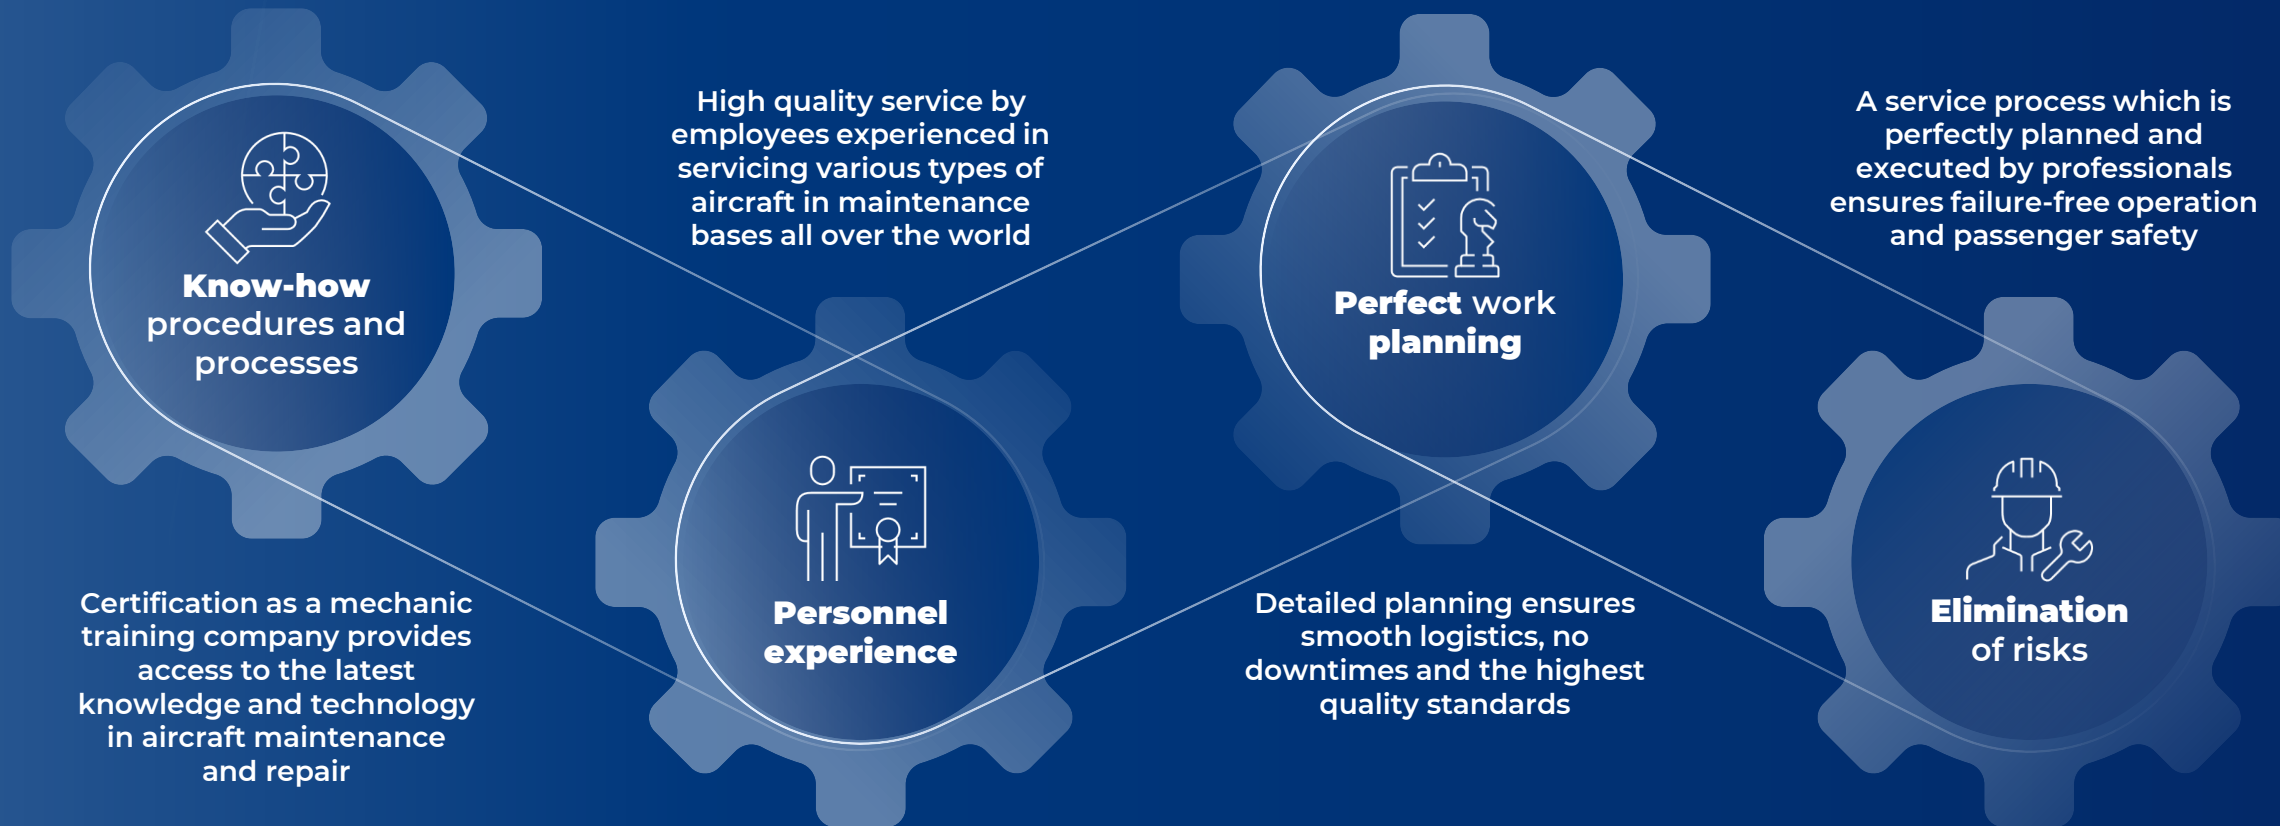 Know-how
procedures and
processes
Certification as a mechanic
training company provides
access to the latest
knowledge and technology
in aircraft maintenance
and repair
High quality service by
employees experienced in
servicing various types of
aircraft in maintenance
bases all over the world
Personnel
experience
Perfect work
planning
Detailed planning ensures
smooth logistics, no
downtimes and the highest
quality standards
A service process which is
perfectly planned and
executed by professionals
ensures failure-free operation
and passenger safety
Elimination
of risks